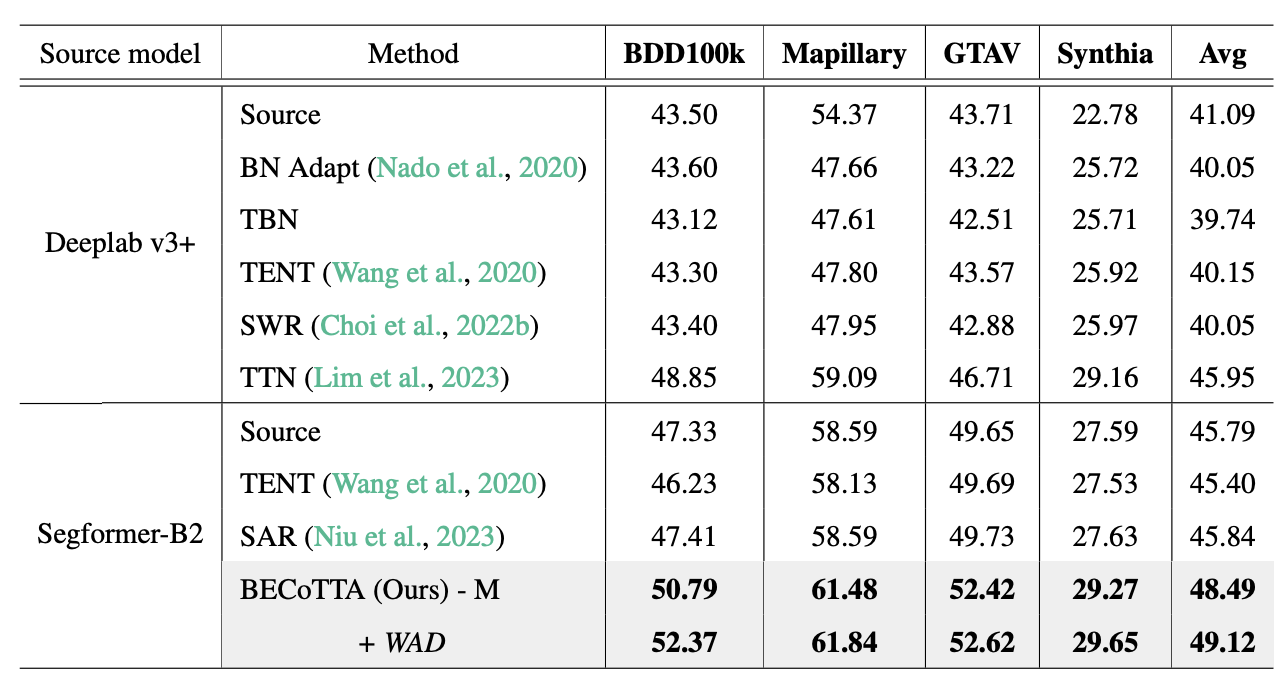 Source model Method BDD100k Mapillary GTAV Synthia Avg
Source 43.50 54.37 43.71 22.78 41.09
BN Adapt (Nado et al., 2020) 43.60 47.66 43.22 25.72 40.05
TBN 43.12 47.61 42.51 25.71 39.74
Deeplab v3+
TENT (Wang et al., 2020) 43.30 47.80 43.57 25.92 40.15
SWR (Choi et al., 2022b) 43.40 47.95 42.88 25.97 40.05
TTN (Lim et al., 2023) 48.85 59.09 46.71 29.16 45.95
Source 47.33 58.59 49.65 27.59 45.79
TENT (Wang et al., 2020) 46.23 58.13 49.69 27.53 45.40
Segformer-B2 SAR (Niu et al., 2023) 47.41 58.59 49.73 27.63 45.84
BECoTTA (Ours) - M 50.79 61.48 52.42 29.27 48.49
+ WAD 52.37 61.84 52.62 29.65 49.12